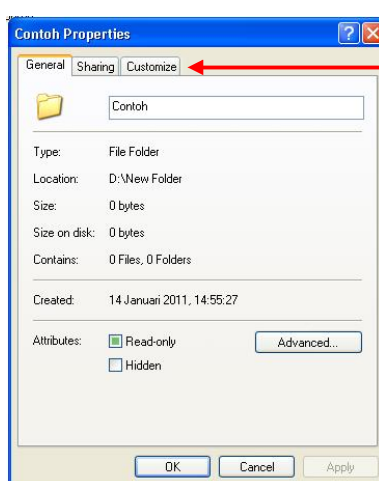 Contoh Properties
General Sharing Customize
Contoh
Type: File Folder
Location: D:\New Folder
Size: 0 bytes
Size on disk: 0 bytes
Contains: 0 Files, 0 Folders
Created: 14 Januari 2011, 14:55:27
Attributes: Read-only Advanced...
Hidden
OK Cancel Apply